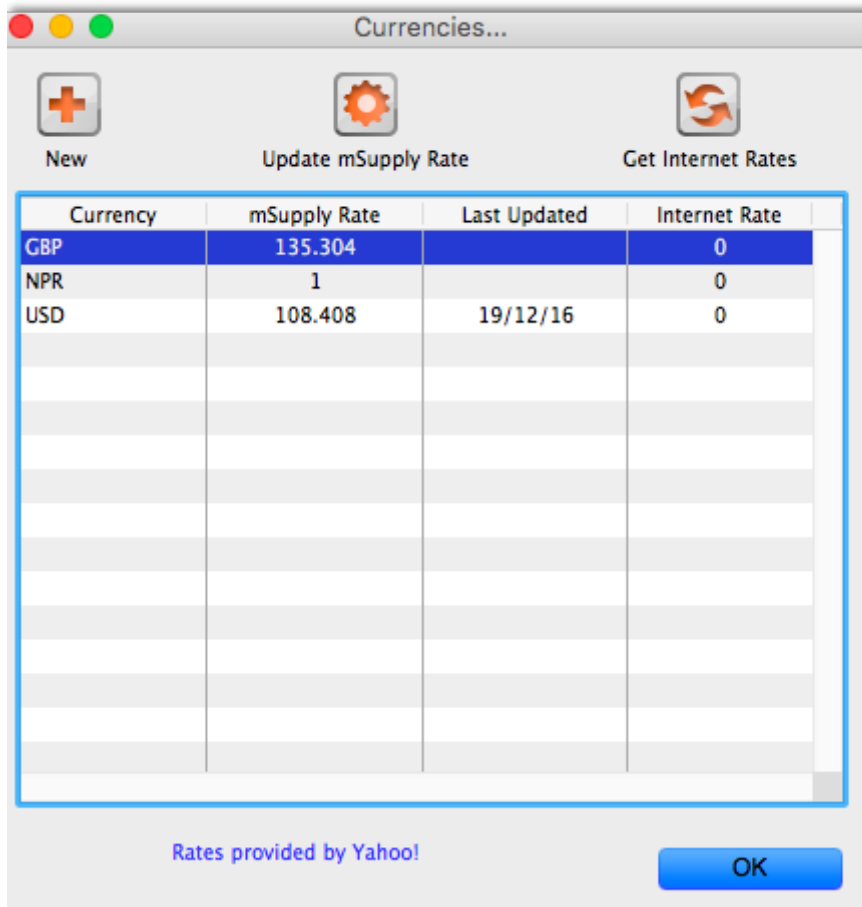 Currencies...
New Update mSupply Rate Get Internet Rates
Currency mSupply Rate Last Updated Internet Rate
GBP 135.304 0
NPR 1 0
USD 108.408 19/12/16 0
Rates provided by Yahoo!
OK